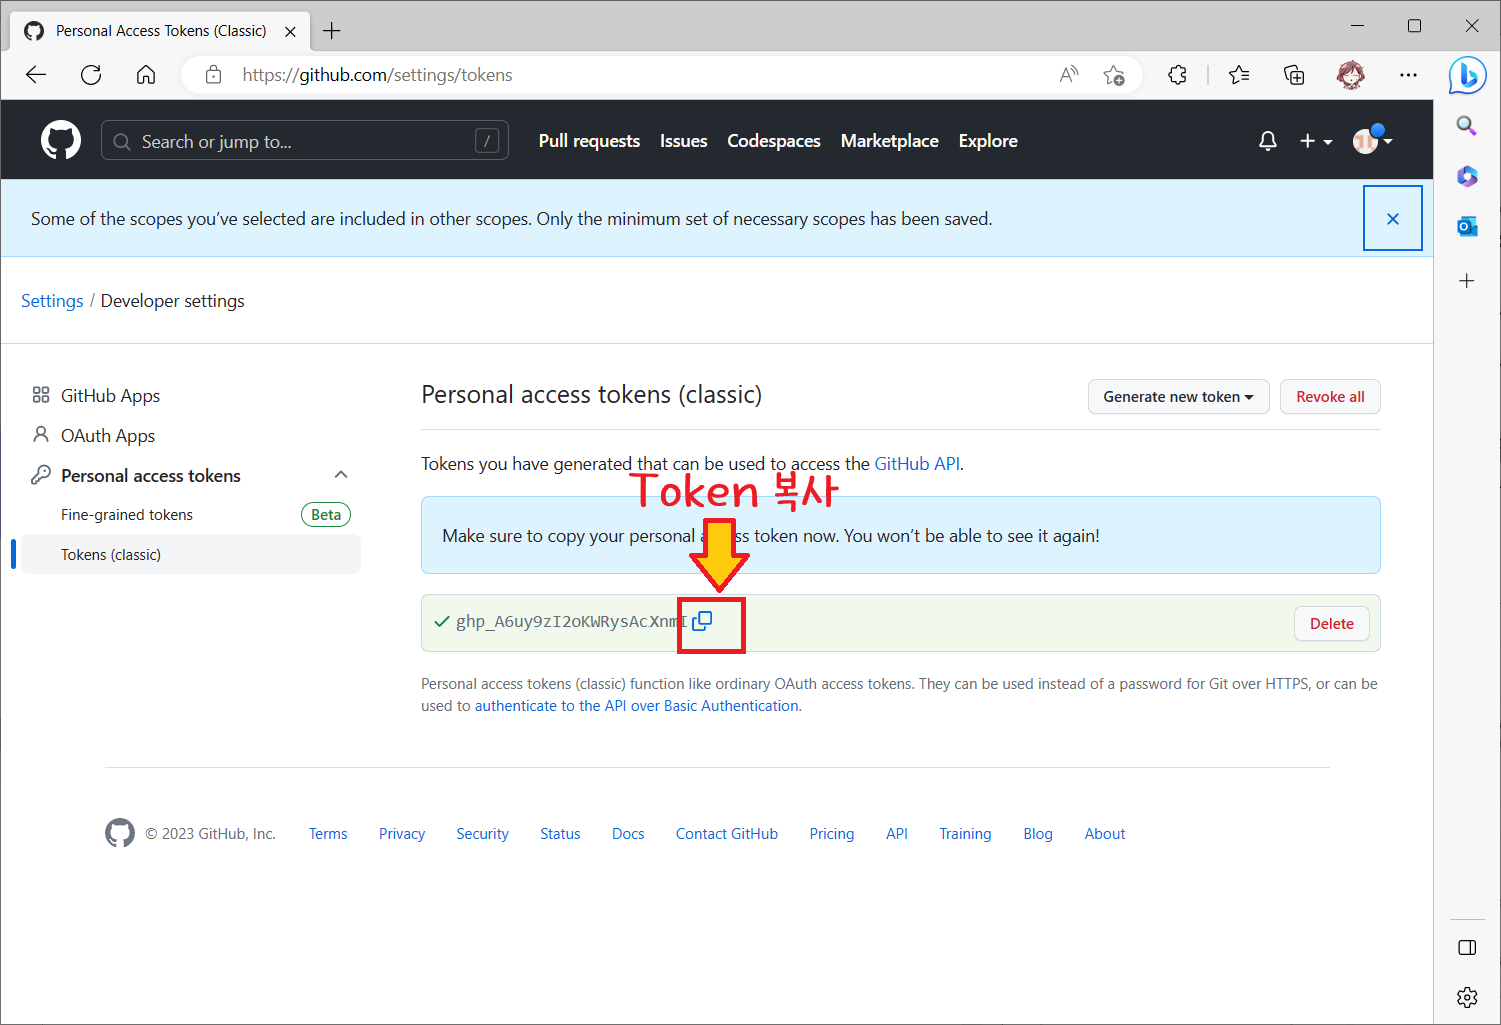 Personal Access Tokens (Classic)
https://github.com/settings/tokens
Search or jump to... /
Pull requests Issues Codespaces Marketplace Explore
Some of the scopes you've selected are included in other scopes. Only the minimum set of necessary scopes has been saved.
Settings / Developer settings
GitHub Apps
OAuth Apps
Personal access tokens
Fine-grained tokens Beta
Tokens (classic)
Personal access tokens (classic)
Generate new token
Revoke all
Tokens you have generated that can be used to access the GitHub API.
Token 복사
Make sure to copy your personal access token now. You won't be able to see it again!
ghp_A6uy9zI2oKWRysAcXnmI
Delete
Personal access tokens (classic) function like ordinary OAuth access tokens. They can be used instead of a password for Git over HTTPS, or can be
used to authenticate to the API over Basic Authentication.
© 2023 GitHub, Inc. Terms Privacy Security Status Docs Contact GitHub Pricing API Training Blog About